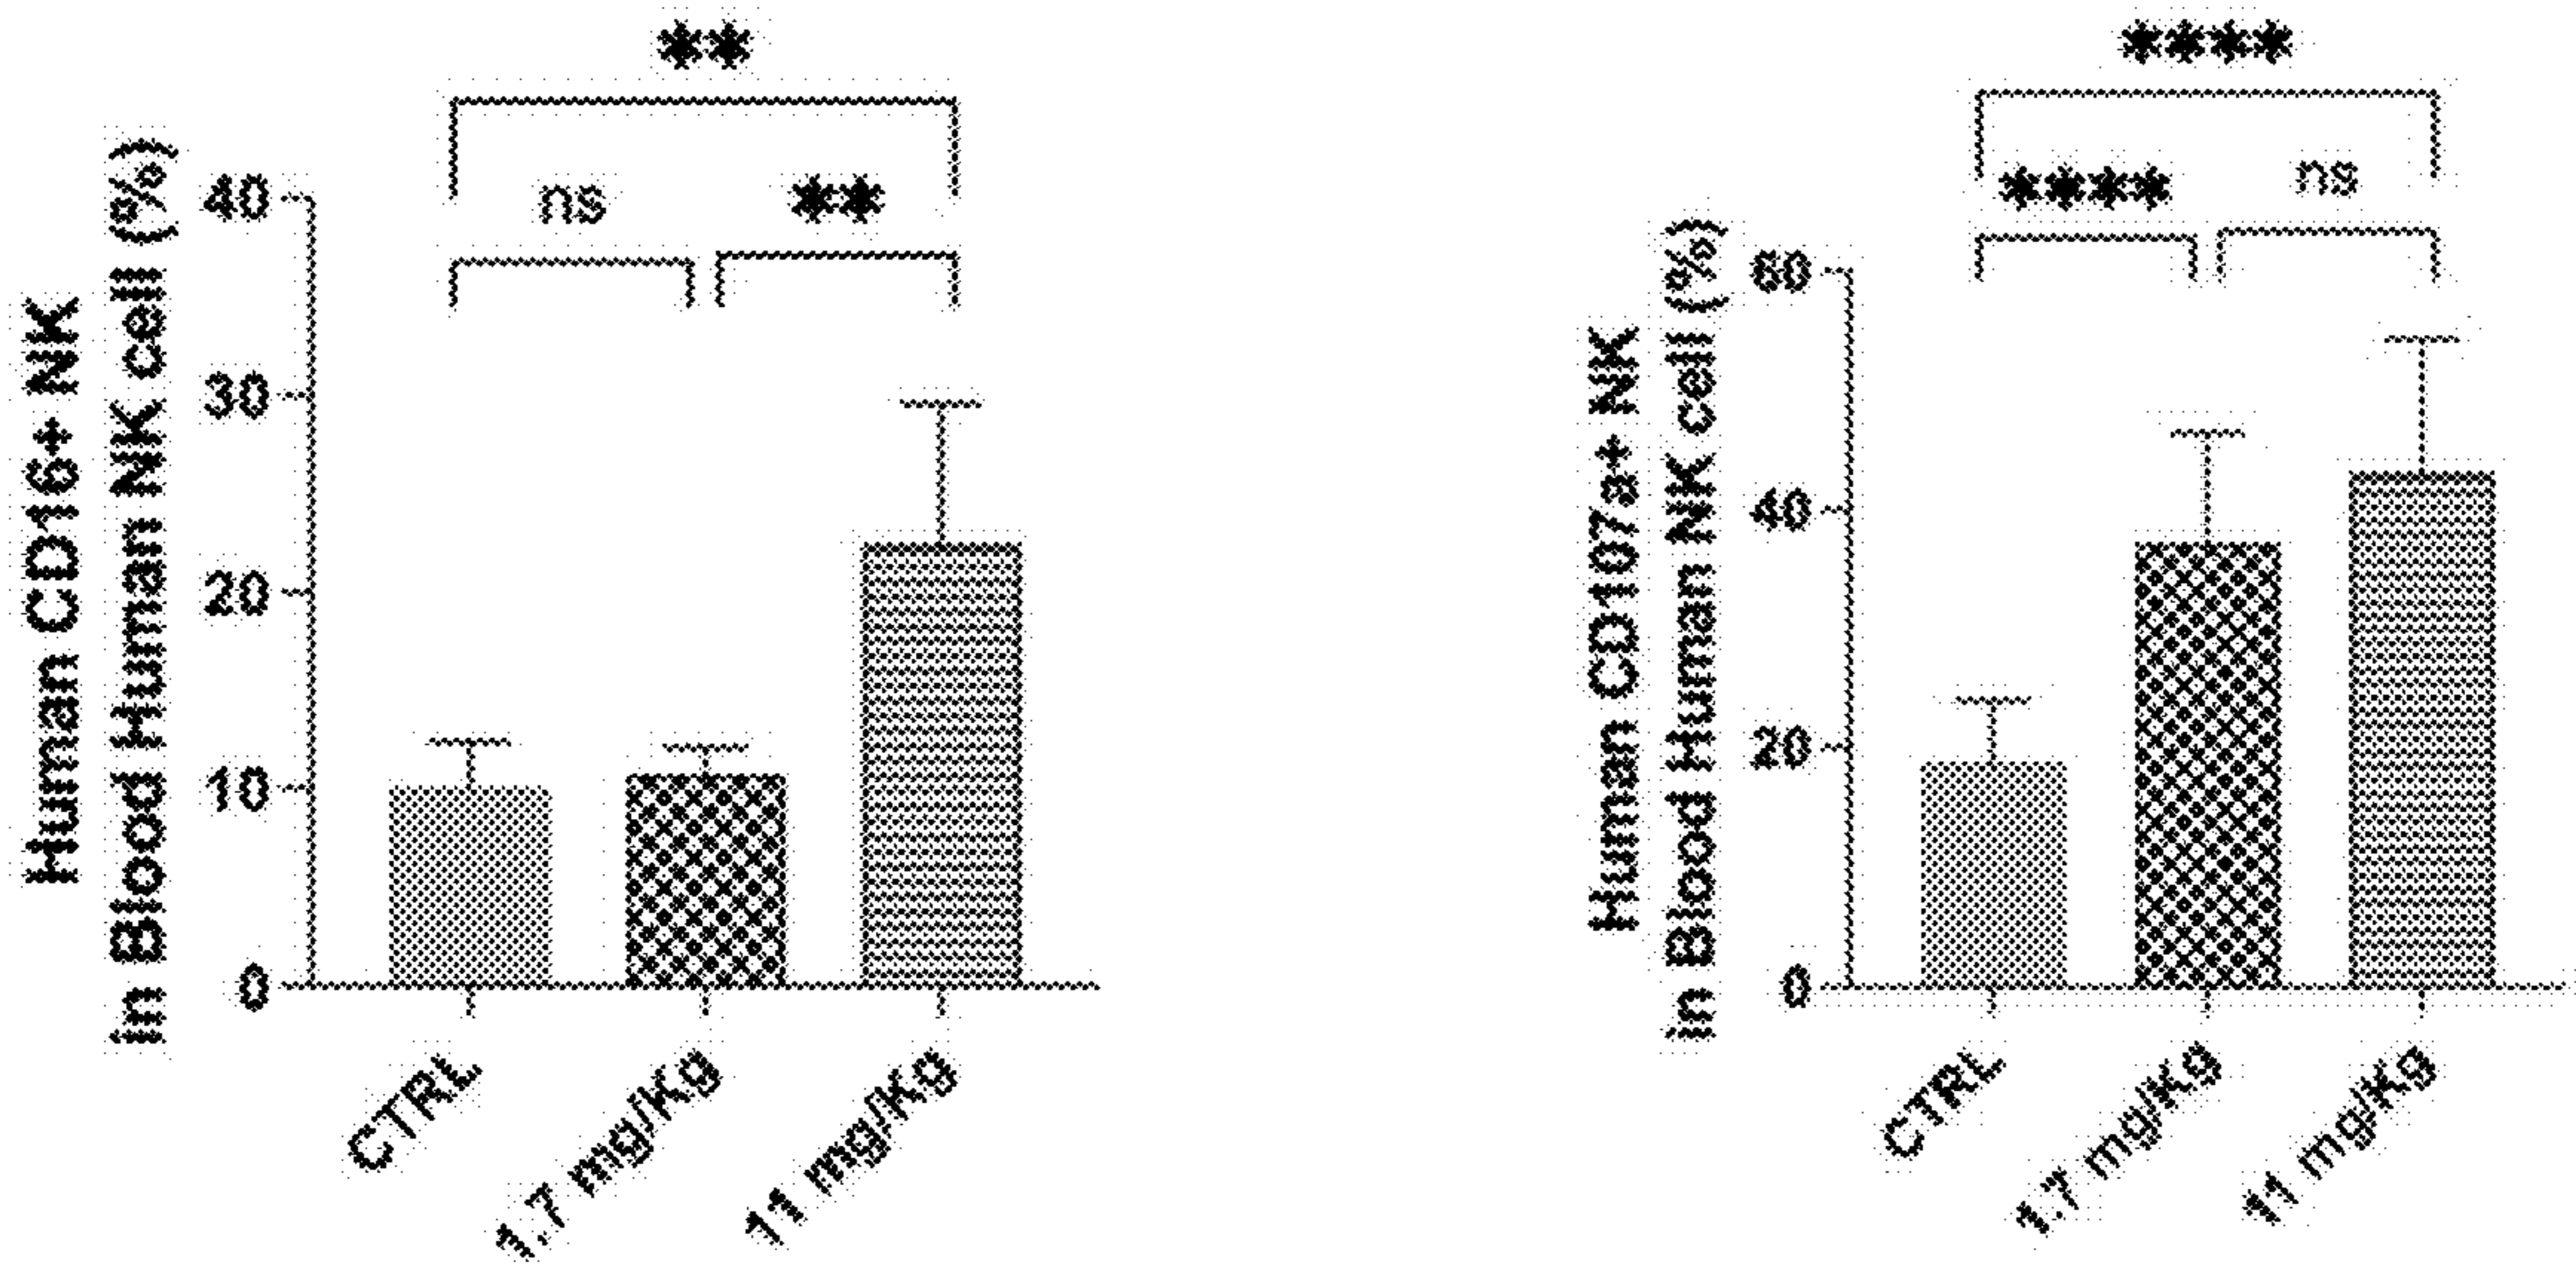 **
ns
**
Human CD16+ NK
in Blood Human NK cell (%)
40
30
20
10
0
CTRL
1.7 mg/Kg
11 mg/Kg
****
****
ns
Human CD107a+ NK
in Blood Human NK cell (%)
60
40
20
0
CTRL
1.7 mg/Kg
11 mg/Kg